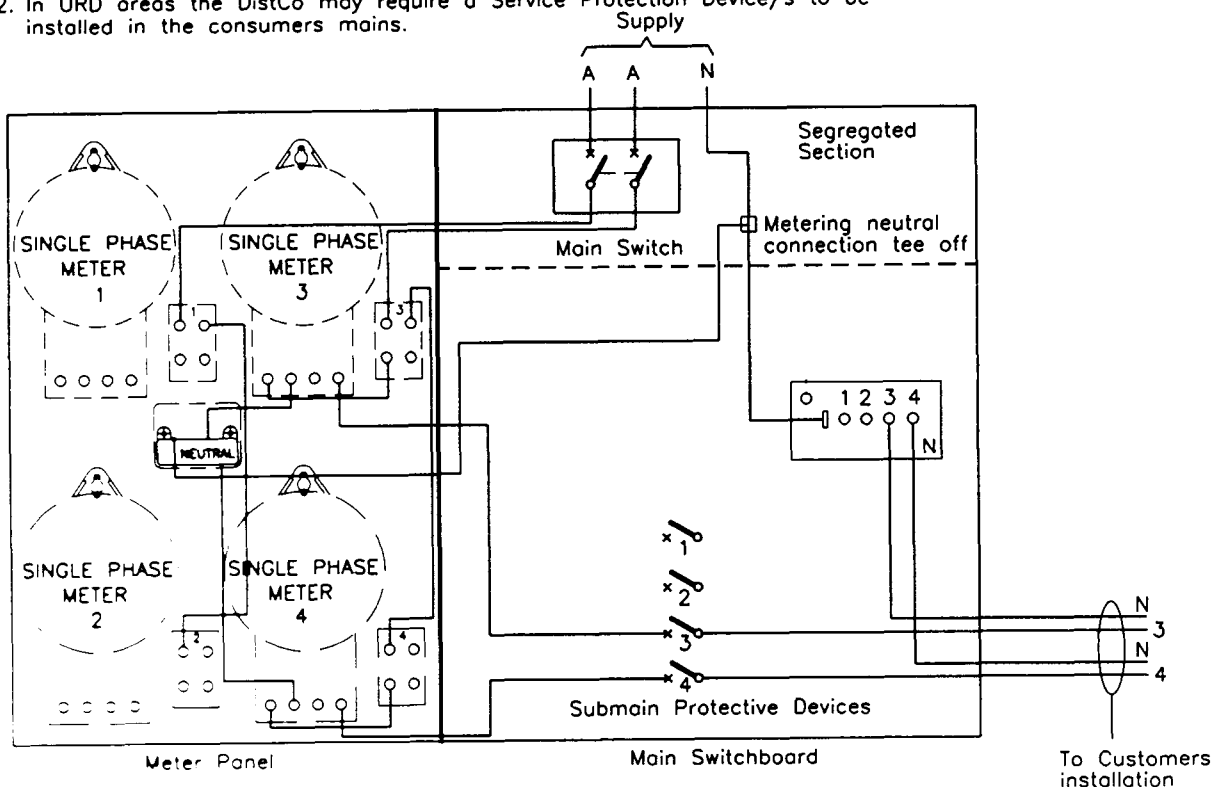 2. In URD areas the DistCo may require a Service Protection Device/s to be
installed in the consumers mains.
Supply
A A N
Segregated
Section
Main Switch
Metering neutral
connection tee off
SINGLE PHASE
METER
1
SINGLE PHASE
METER
3
1
3
NEUTRAL
1 2 3 4
N
SINGLE PHASE
METER
2
SINGLE PHASE
METER
4
2
4
1
2
3
4
Submain Protective Devices
N
3
N
4
Meter Panel
Main Switchboard
To Customers
installation